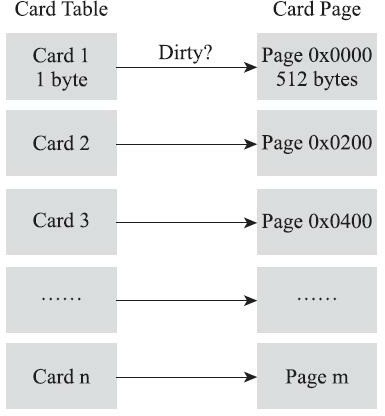 Card Table
Card Page
Card 1
1 byte
Dirty?
Page 0x0000
512 bytes
Card 2
Page 0x0200
Card 3
Page 0x0400
······
······
Card n
Page m